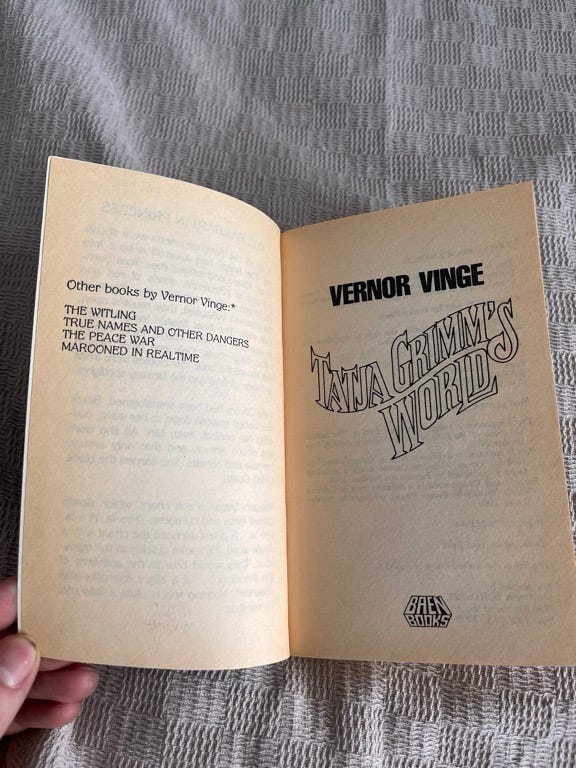 Other books by Vernor Vinge:*
THE WITLING
TRUE NAMES AND OTHER DANGERS
THE PEACE WAR
MAROONED IN REALTIME
VERNOR VINGE
TATJA GRIMM'S
WORLD
BAEN
BOOKS